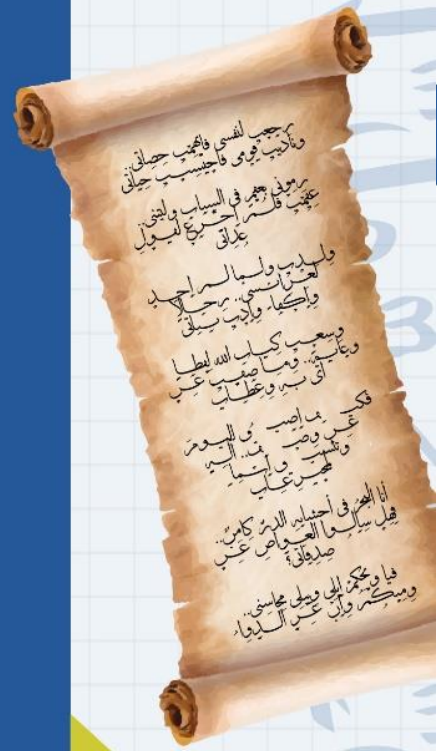 رجعت لنفسي فاتهمت حصاتي
وناديت قومي فاحتسبت حياتي
رموني بعقم في الشباب وليتني
عقمت فلم أجزع لقول
عداتي
ولدت ولما لم أجد
لعرائسي.. رجالا
وأكفاء وأدت بناتي
وسعت كتاب الله لفظا
وغاية.. وما ضقت عن
آي به وعظات
أنا البحر في أحشائه الدر كامن..
فهل سألوا الغواص عن
صدفاتي؟
فيا ويحكم أبلى وتبلى محاسني..
ومنكم وإن عز الدواء